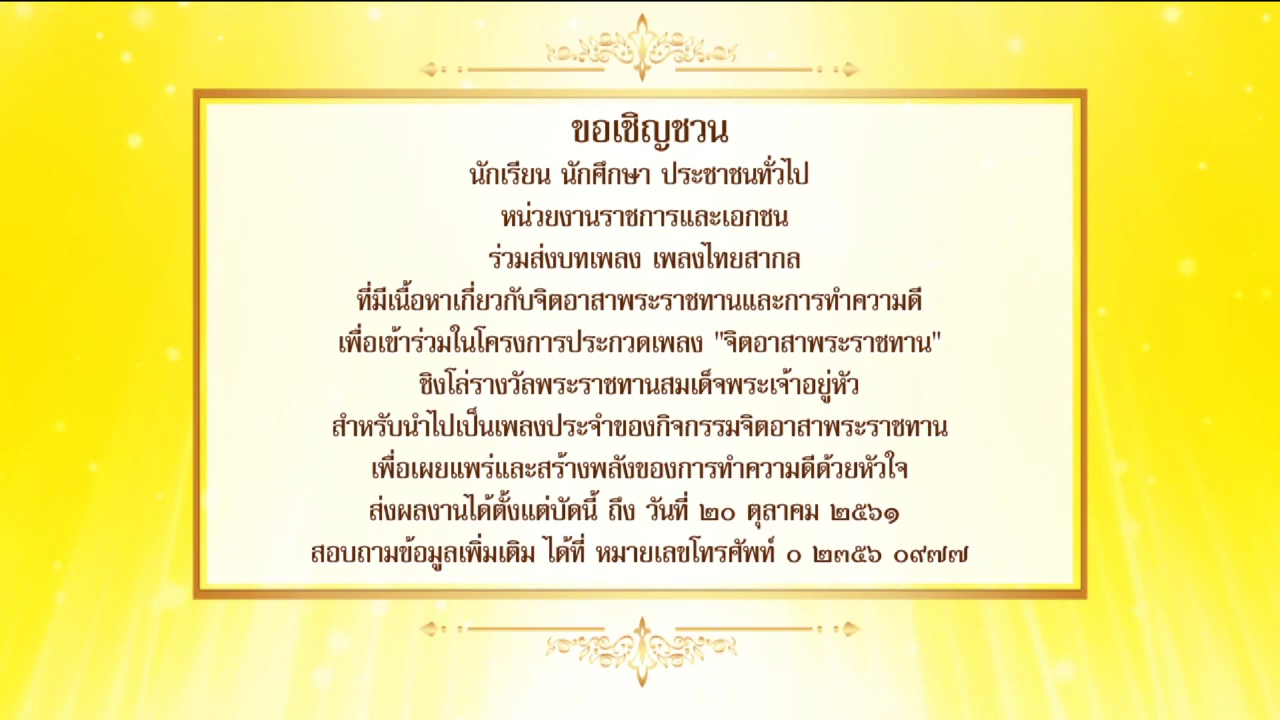 ขอเชิญชวน
นักเรียน นักศึกษา ประชาชนทั่วไป
หน่วยงานราชการและเอกชน
ร่วมส่งบทเพลง เพลงไทยสากล
ที่มีเนื้อหาเกี่ยวกับจิตอาสาพระราชทานและการทำความดี
เพื่อเข้าร่วมในโครงการประกวดเพลง "จิตอาสาพระราชทาน"
ชิงโล่รางวัลพระราชทานสมเด็จพระเจ้าอยู่หัว
สำหรับนำไปเป็นเพลงประจำของกิจกรรมจิตอาสาพระราชทาน
เพื่อเผยแพร่และสร้างพลังของการทำความดีด้วยหัวใจ
ส่งผลงานได้ตั้งแต่บัดนี้ ถึง วันที่ ๒๐ ตุลาคม ๒๕๖๑
สอบถามข้อมูลเพิ่มเติม ได้ที่ หมายเลขโทรศัพท์ ๐ ๒๓๕๖ ๐๙๗๗